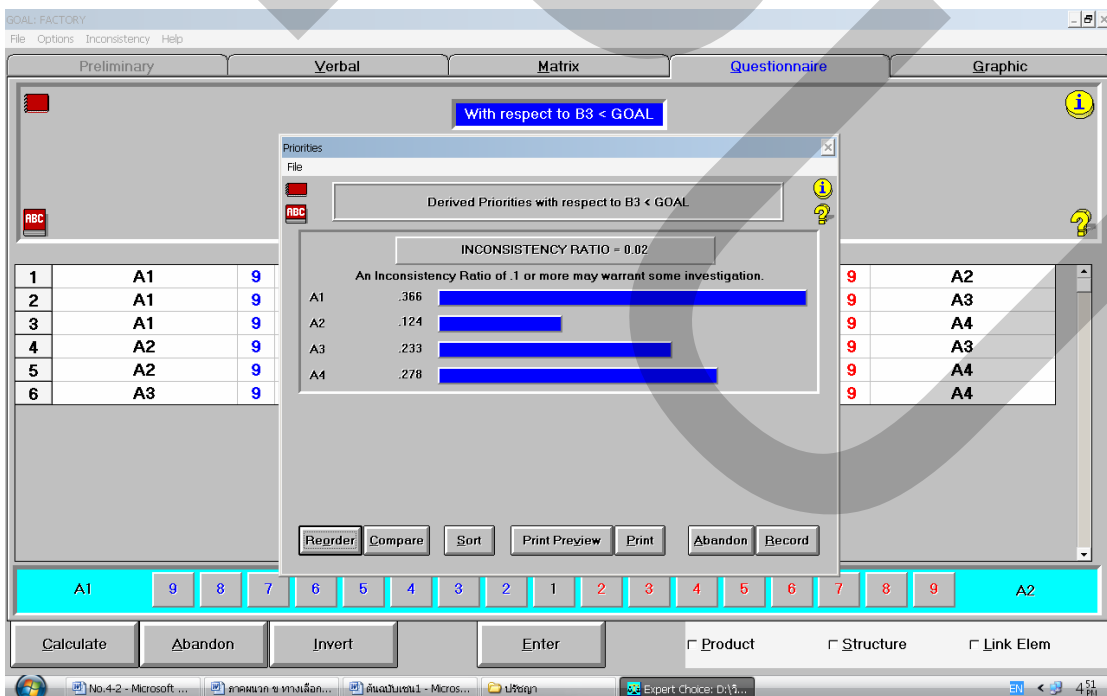 GOAL: FACTORY
File Options Inconsistency Help
Preliminary Verbal Matrix Questionnaire Graphic
With respect to B3 < GOAL
Priorities
File
ABC
ABC
Derived Priorities with respect to B3 < GOAL
INCONSISTENCY RATIO = 0.02
An Inconsistency Ratio of .1 or more may warrant some investigation.
A1 .366
A2 .124
A3 .233
A4 .278
1 A1 9 9 A2
2 A1 9 9 A3
3 A1 9 9 A4
4 A2 9 9 A3
5 A2 9 9 A4
6 A3 9 9 A4
Reorder Compare Sort Print Preview Print Abandon Record
A1 9 8 7 6 5 4 3 2 1 2 3 4 5 6 7 8 9 A2
Calculate Abandon Invert Enter Product Structure Link Elem
No.4-2 - Microsoft ... ภาคผนวก ข ทางเลือก... ต้นฉบับเซน1 - Micros... ปรัชญา Expert Choice: D:\ว... EN 4 51 PM